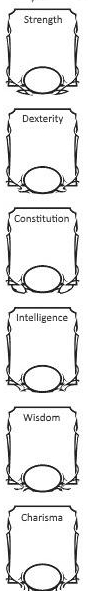 Strength
Dexterity
Constitution
Intelligence
Wisdom
Charisma